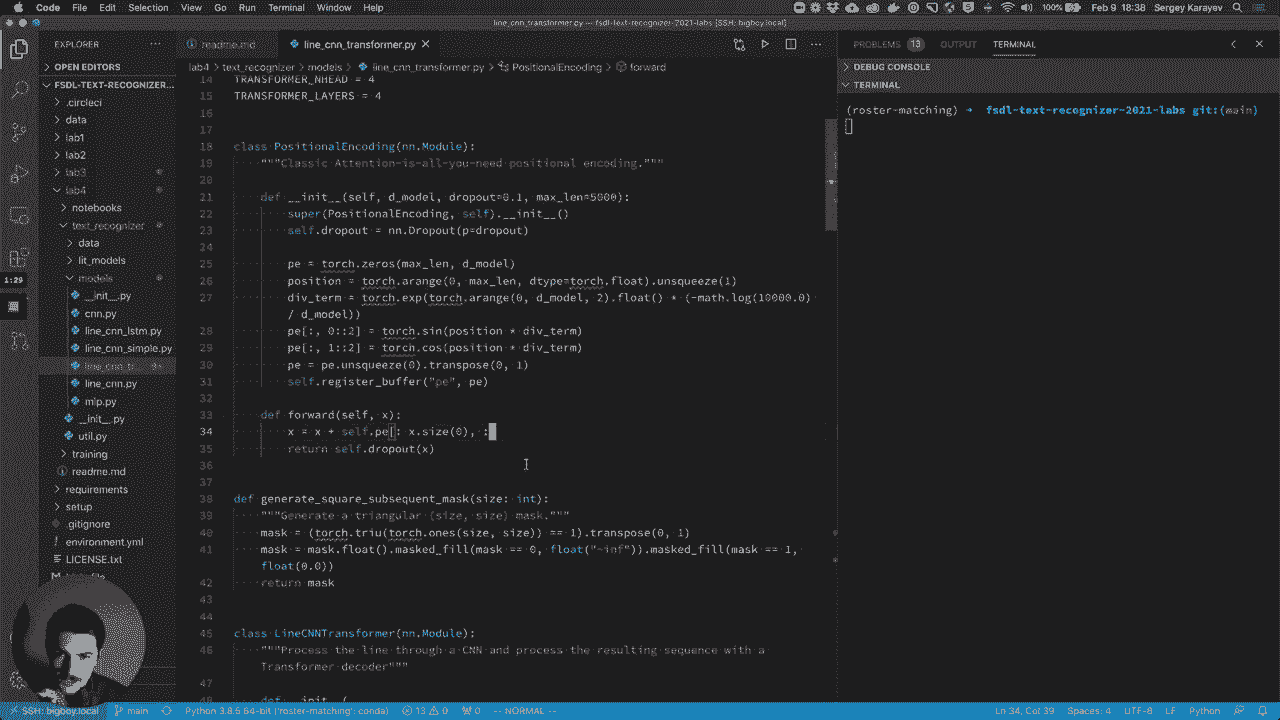 Code File Edit Selection View Go Run Terminal Window Help 100% Feb 9 18:38 Sergey Karayev
line_cnn_transformer.py — fsdl-text-recognizer-2021-labs [SSH: bigboy.local]
EXPLORER ···
OPEN EDITORS
FSDL-TEXT-RECOGNIZER...
.circleci
data
lab1
lab2
lab3
lab4
notebooks
text_recognizer
data
lit_models
models
__init__.py
cnn.py
line_cnn_lstm.py
line_cnn_simple.py
line_cnn_tr... 9+
line_cnn.py
mlp.py
__init__.py
util.py
training
readme.md
requirements
setup
.gitignore
environment.yml
LICENSE.txt
1:29
readme.md line_cnn_transformer.py ×
lab4 > text_recognizer > models > line_cnn_transformer.py > PositionalEncoding > forward
14 TRANSFORMER_NHEAD = 4
15 TRANSFORMER_LAYERS = 4
16
17
18 class PositionalEncoding(nn.Module):
19 """Classic Attention-is-all-you-need positional encoding."""
20
21 def __init__(self, d_model, dropout=0.1, max_len=5000):
22 super(PositionalEncoding, self).__init__()
23 self.dropout = nn.Dropout(p=dropout)
24
25 pe = torch.zeros(max_len, d_model)
26 position = torch.arange(0, max_len, dtype=torch.float).unsqueeze(1)
27 div_term = torch.exp(torch.arange(0, d_model, 2).float() * (-math.log(10000.0)
/ d_model))
28 pe[:, 0::2] = torch.sin(position * div_term)
29 pe[:, 1::2] = torch.cos(position * div_term)
30 pe = pe.unsqueeze(0).transpose(0, 1)
31 self.register_buffer("pe", pe)
32
33 def forward(self, x):
34 x = x + self.pe[: x.size(0), :]
35 return self.dropout(x)
36
37
38 def generate_square_subsequent_mask(size: int):
39 """Generate a triangular (size, size) mask."""
40 mask = (torch.triu(torch.ones(size, size)) == 1).transpose(0, 1)
41 mask = mask.float().masked_fill(mask == 0, float("-inf")).masked_fill(mask == 1,
float(0.0))
42 return mask
43
44
45 class LineCNNTransformer(nn.Module):
46 """Process the line through a CNN and process the resulting sequence with a
Transformer decoder"""
47
48 def __init__(
PROBLEMS 13 OUTPUT TERMINAL
DEBUG CONSOLE
TERMINAL
(roster-matching) → fsdl-text-recognizer-2021-labs git:(main)
SSH: bigboy.local main Python 3.8.5 64-bit ('roster-matching': conda) 13 0 0 -- NORMAL -- Ln 34, Col 39 Spaces: 4 UTF-8 LF Python